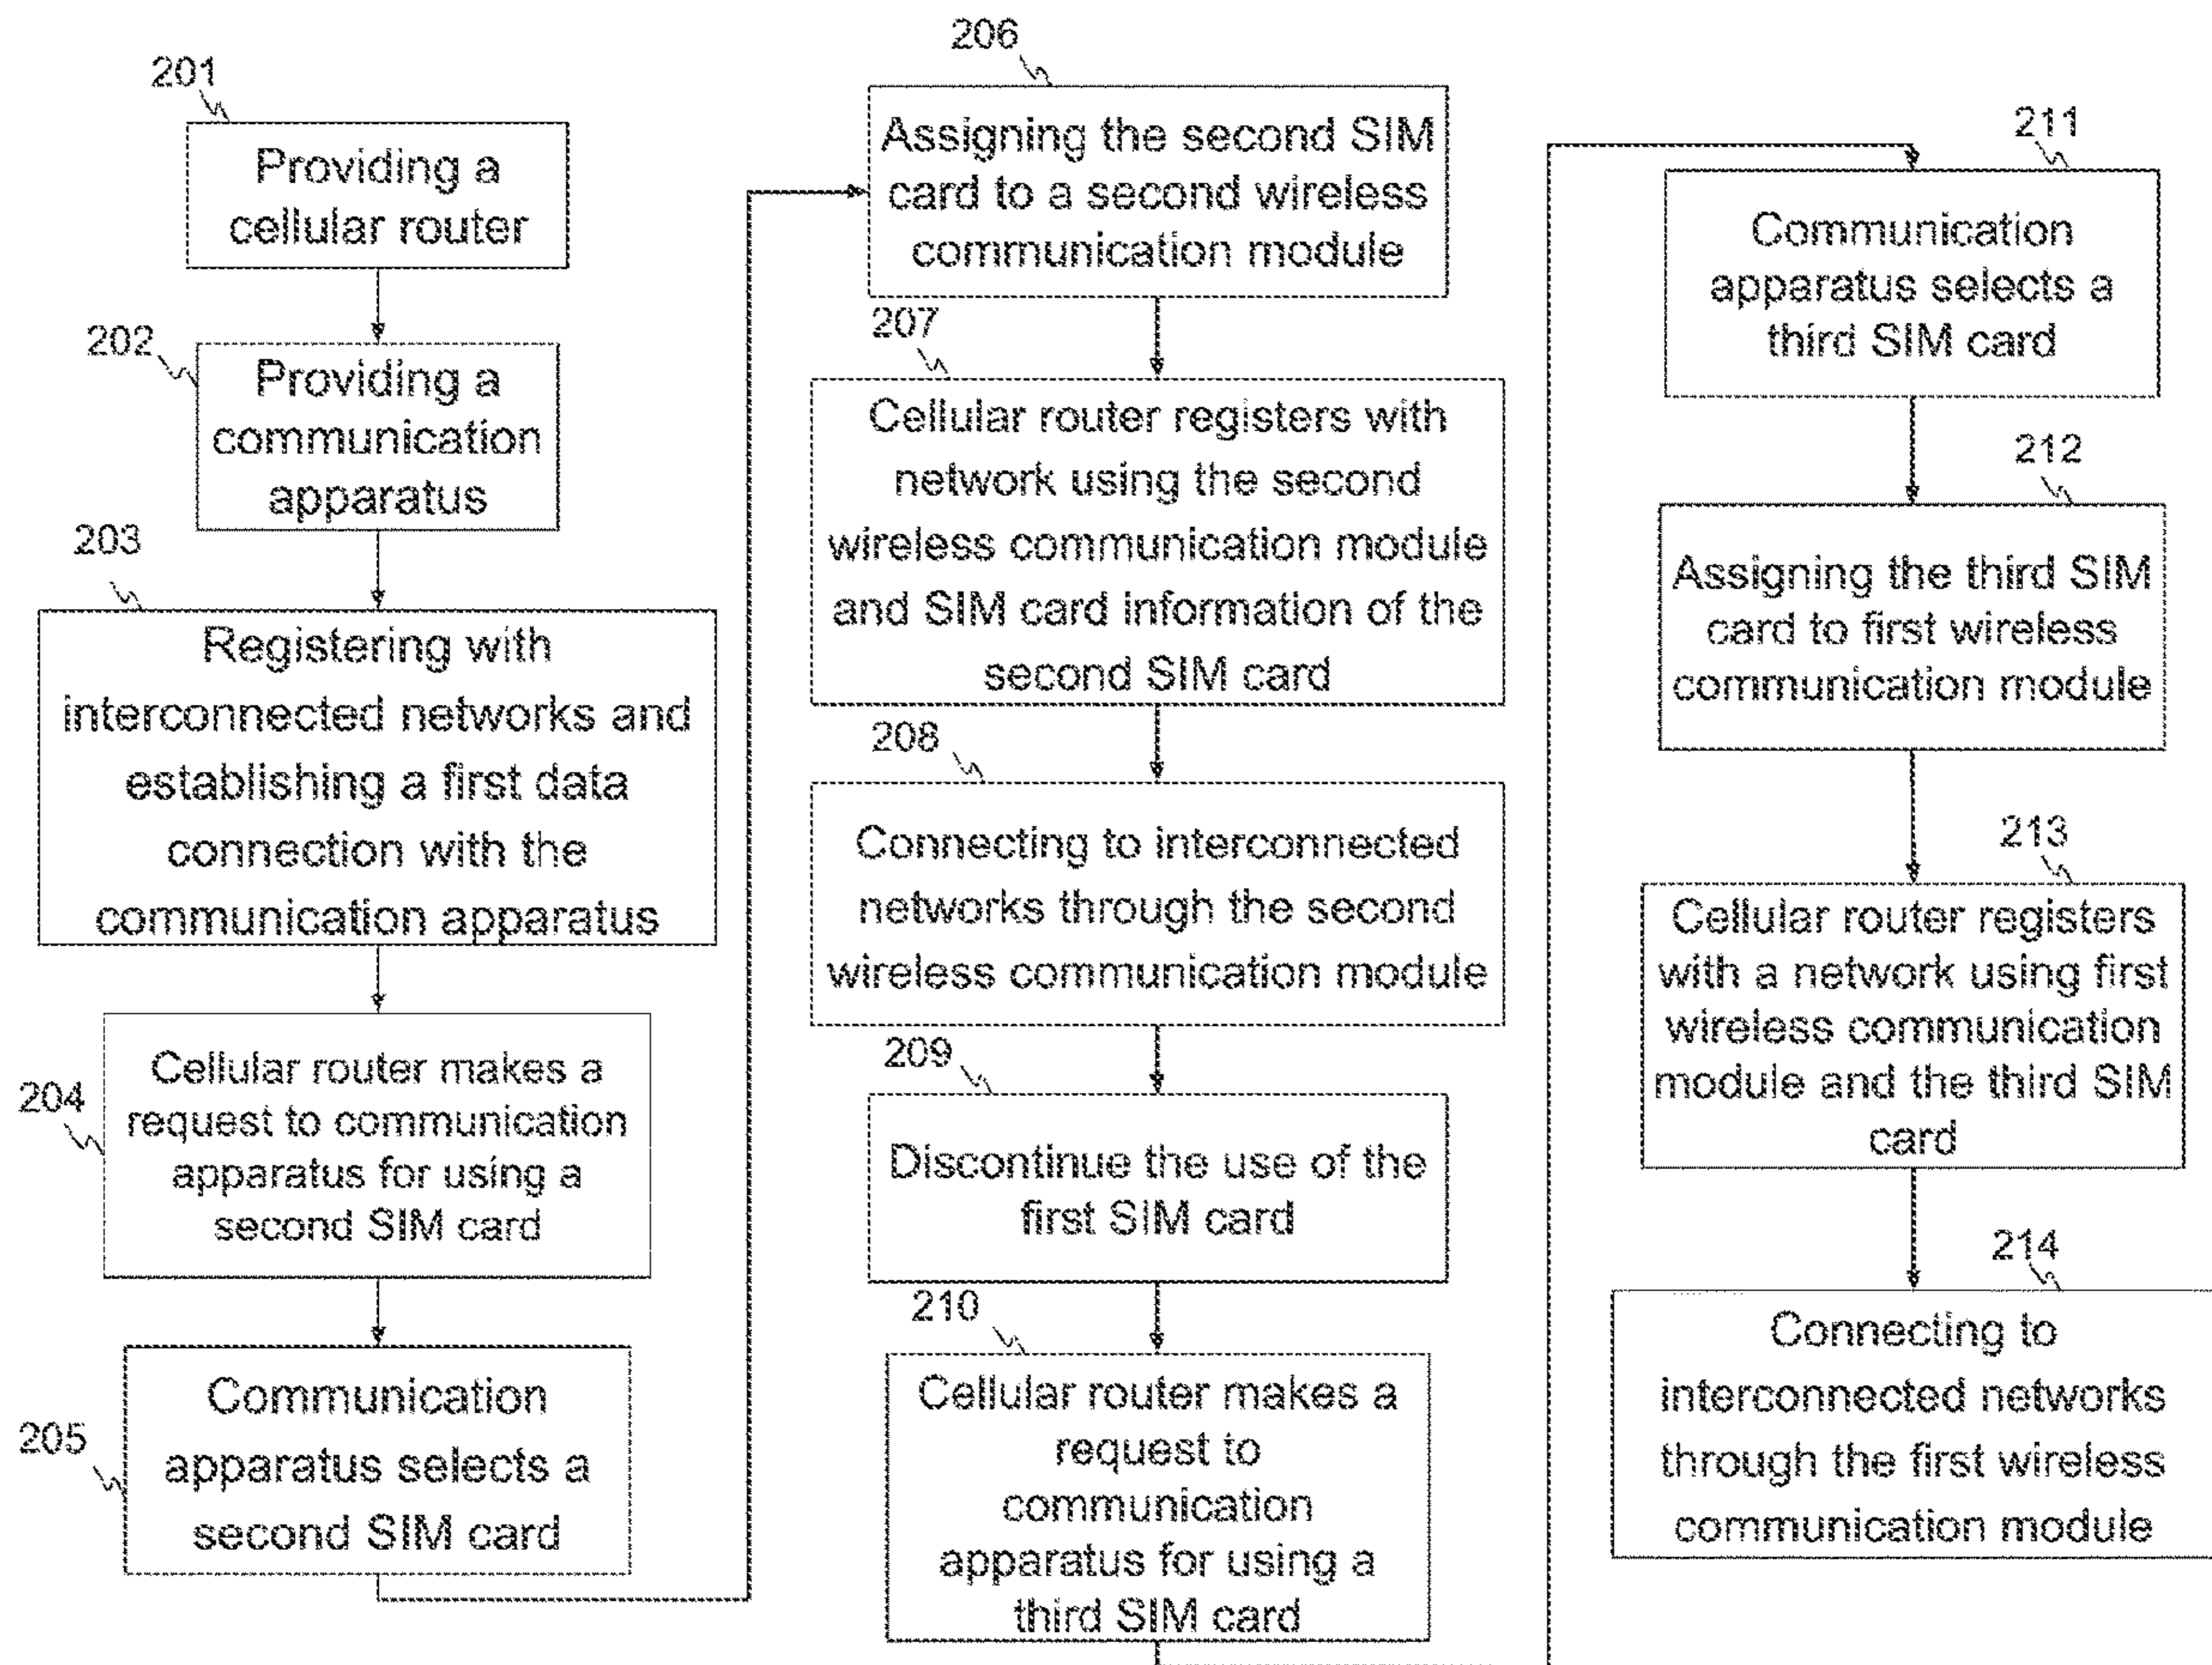 201
Providing a
cellular router
202
Providing a
communication
apparatus
203
Registering with
interconnected networks and
establishing a first data
connection with the
communication apparatus
204
Cellular router makes a
request to communication
apparatus for using a
second SIM card
205
Communication
apparatus selects a
second SIM card
206
Assigning the second SIM
card to a second wireless
communication module
207
Cellular router registers with
network using the second
wireless communication module
and SIM card information of the
second SIM card
208
Connecting to interconnected
networks through the second
wireless communication module
209
Discontinue the use of the
first SIM card
210
Cellular router makes a
request to
communication
apparatus for using a
third SIM card
211
Communication
apparatus selects a
third SIM card
212
Assigning the third SIM
card to first wireless
communication module
213
Cellular router registers
with a network using first
wireless communication
module and the third SIM
card
214
Connecting to
interconnected networks
through the first wireless
communication module